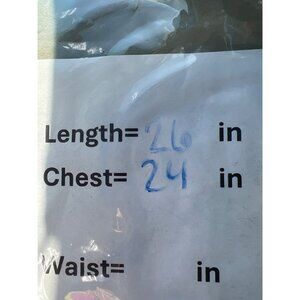 Length= 26 in
Chest= 24 in
Waist= in